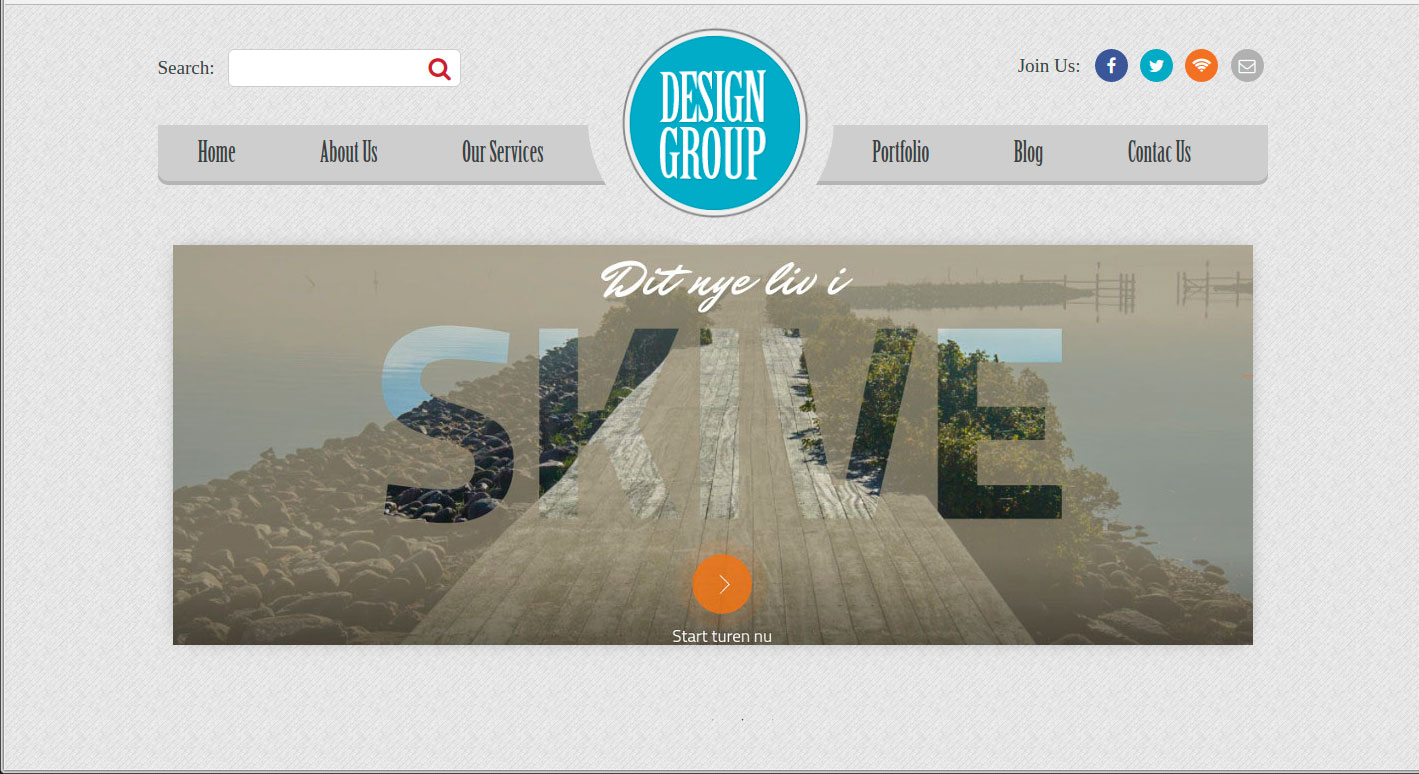 Search:
Join Us:
DESIGN
GROUP
Home
About Us
Our Services
Portfolio
Blog
Contac Us
Dit nye liv i
SKIVE
Start turen nu